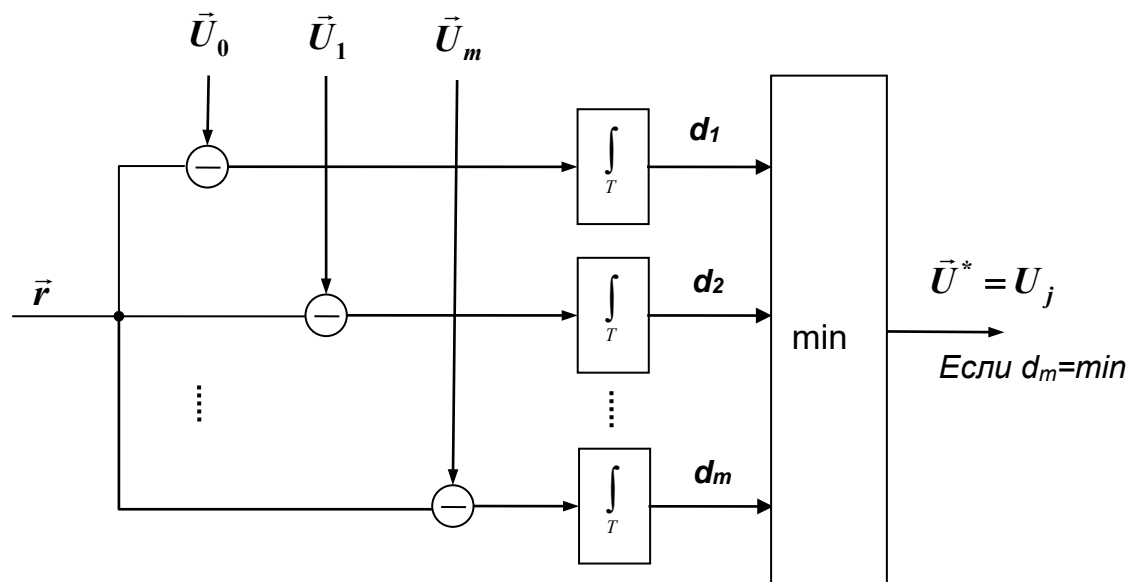 U⃗₀ U⃗₁ U⃗ₘ
— ∫ T d₁
r⃗ — ∫ T d₂
min
U⃗* = Uⱼ
Если dₘ=min
— ∫ T dₘ